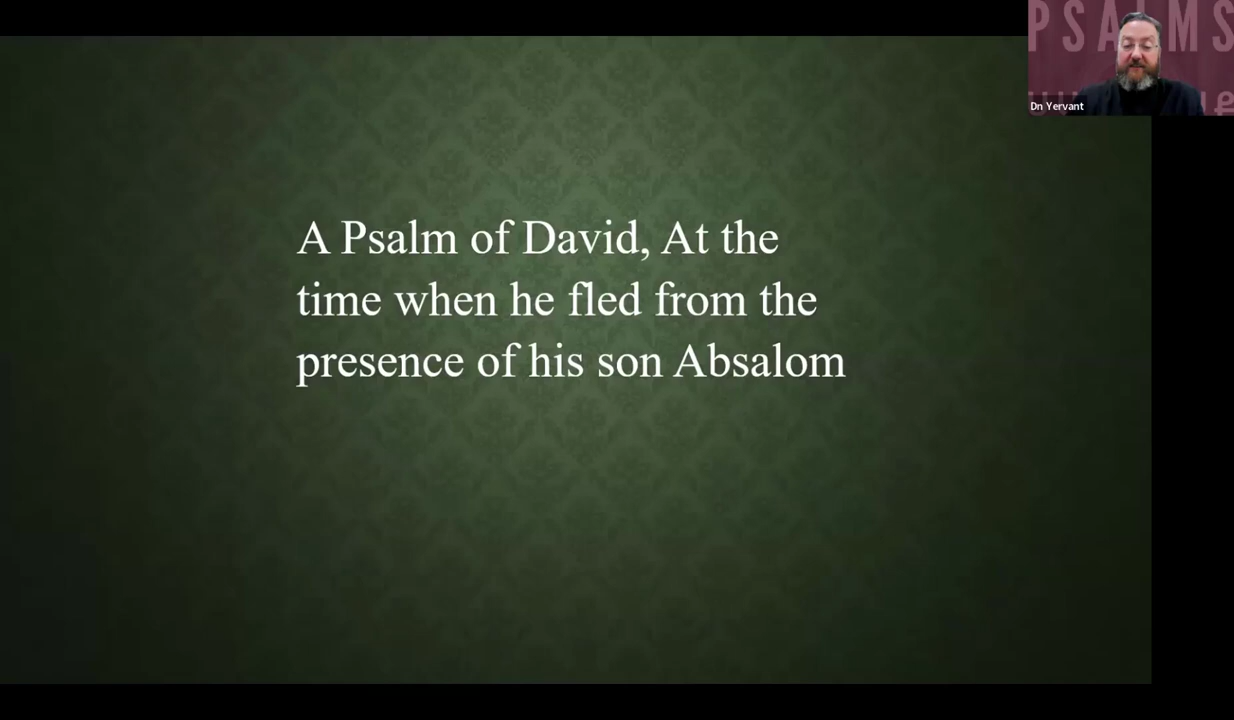 PSALMS
Dn Yervant
A Psalm of David, At the
time when he fled from the
presence of his son Absalom